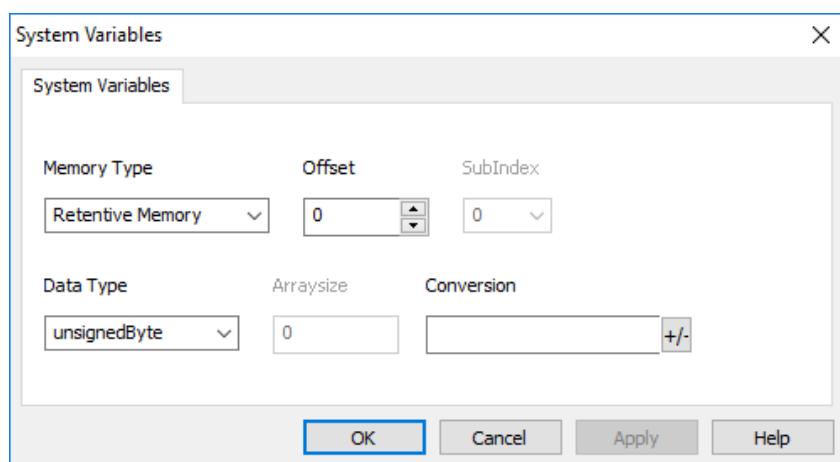 System Variables
System Variables
Memory Type Offset SubIndex
Retentive Memory 0 0
Data Type Arraysize Conversion
unsignedByte 0 +/-
OK Cancel Apply Help